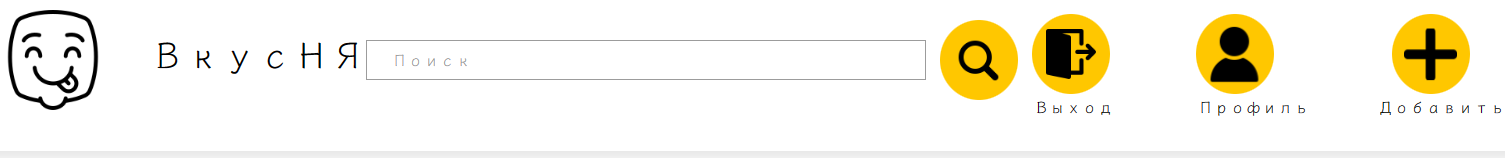 ВкусНЯ
Поиск
Выход
Профиль
Добавить